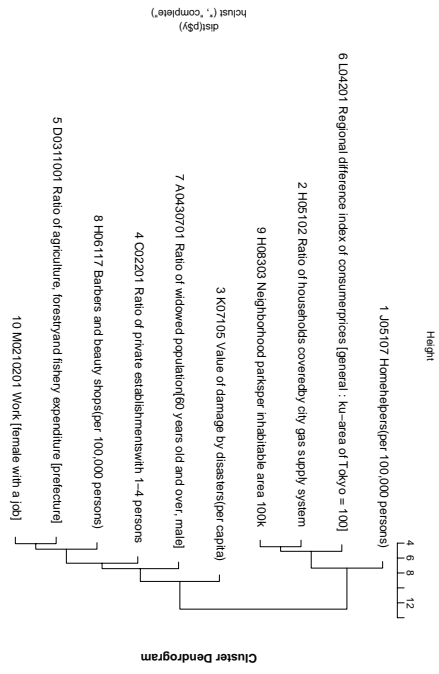 Cluster Dendrogram
Height
4
6
8
12
1 J05107 Homehelpers(per 100,000 persons)
6 L04201 Regional difference index of consumerprices [general : ku−area of Tokyo = 100]
2 H05102 Ratio of households coveredby city gas supply system
9 H08303 Neighborhood parksper inhabitable area 100k
3 K07105 Value of damage by disasters(per capita)
7 A0430701 Ratio of widowed population[60 years old and over, male]
4 C02201 Ratio of private establishmentswith 1−4 persons
8 H06117 Barbers and beauty shops(per 100,000 persons)
5 D0311001 Ratio of agriculture, forestryand fishery expenditure [prefecture]
10 M0210201 Work [female with a job]
dist(p$y)
hclust (*, "complete")